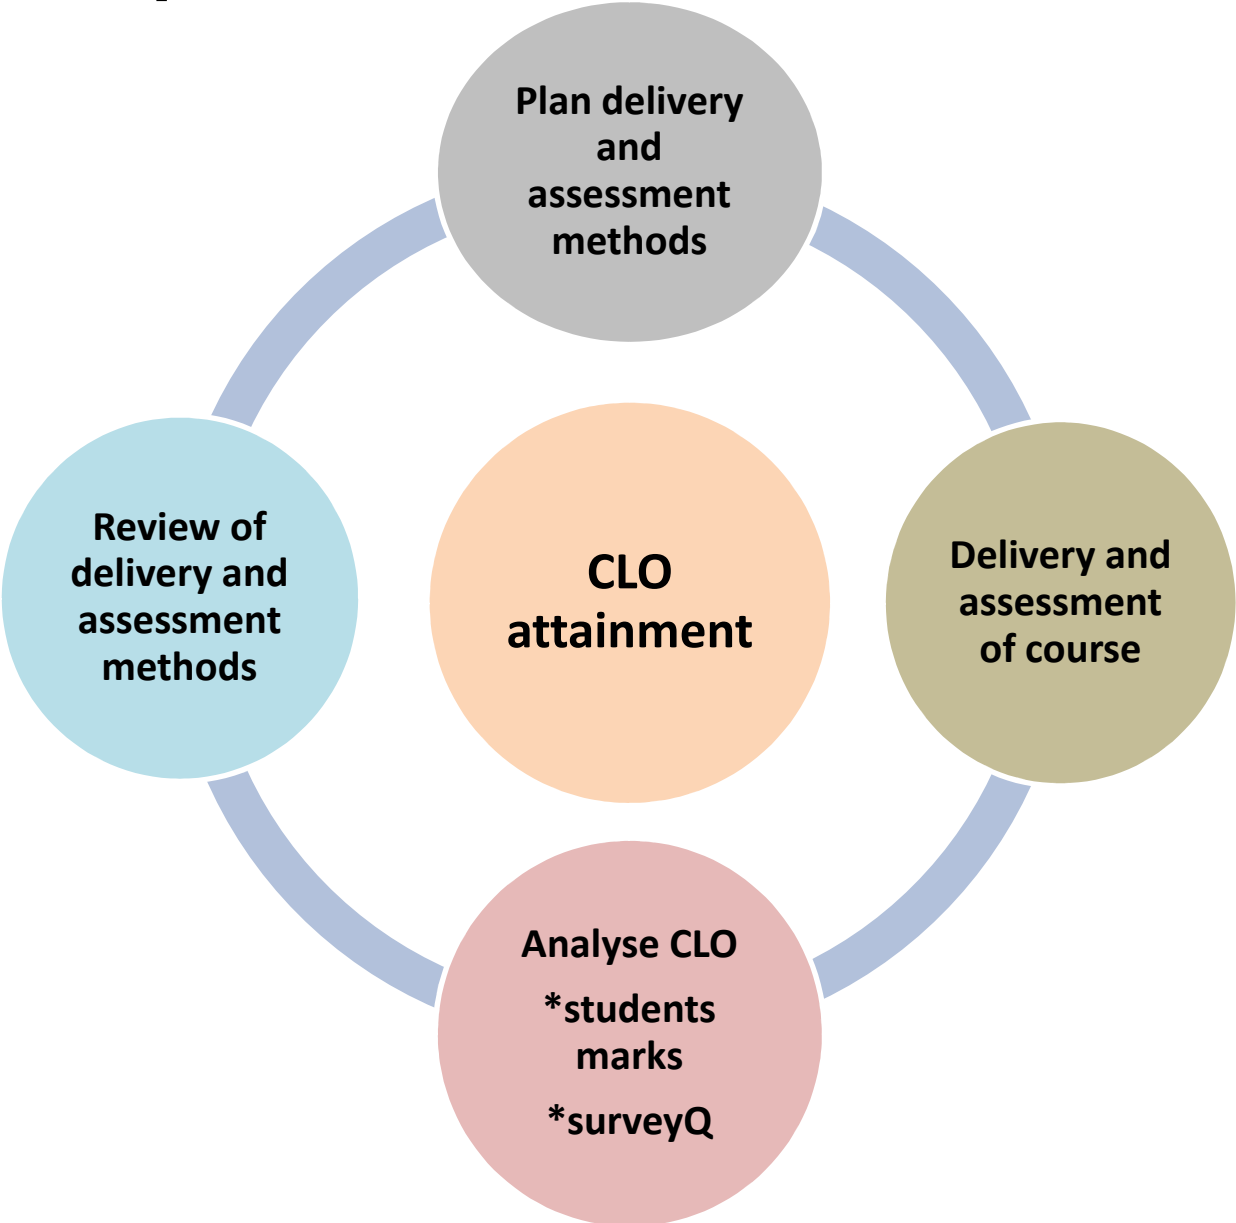 Plan delivery
and
assessment
methods
Review of
delivery and
assessment
methods
CLO
attainment
Delivery and
assessment
of course
Analyse CLO
*students
marks
*surveyQ